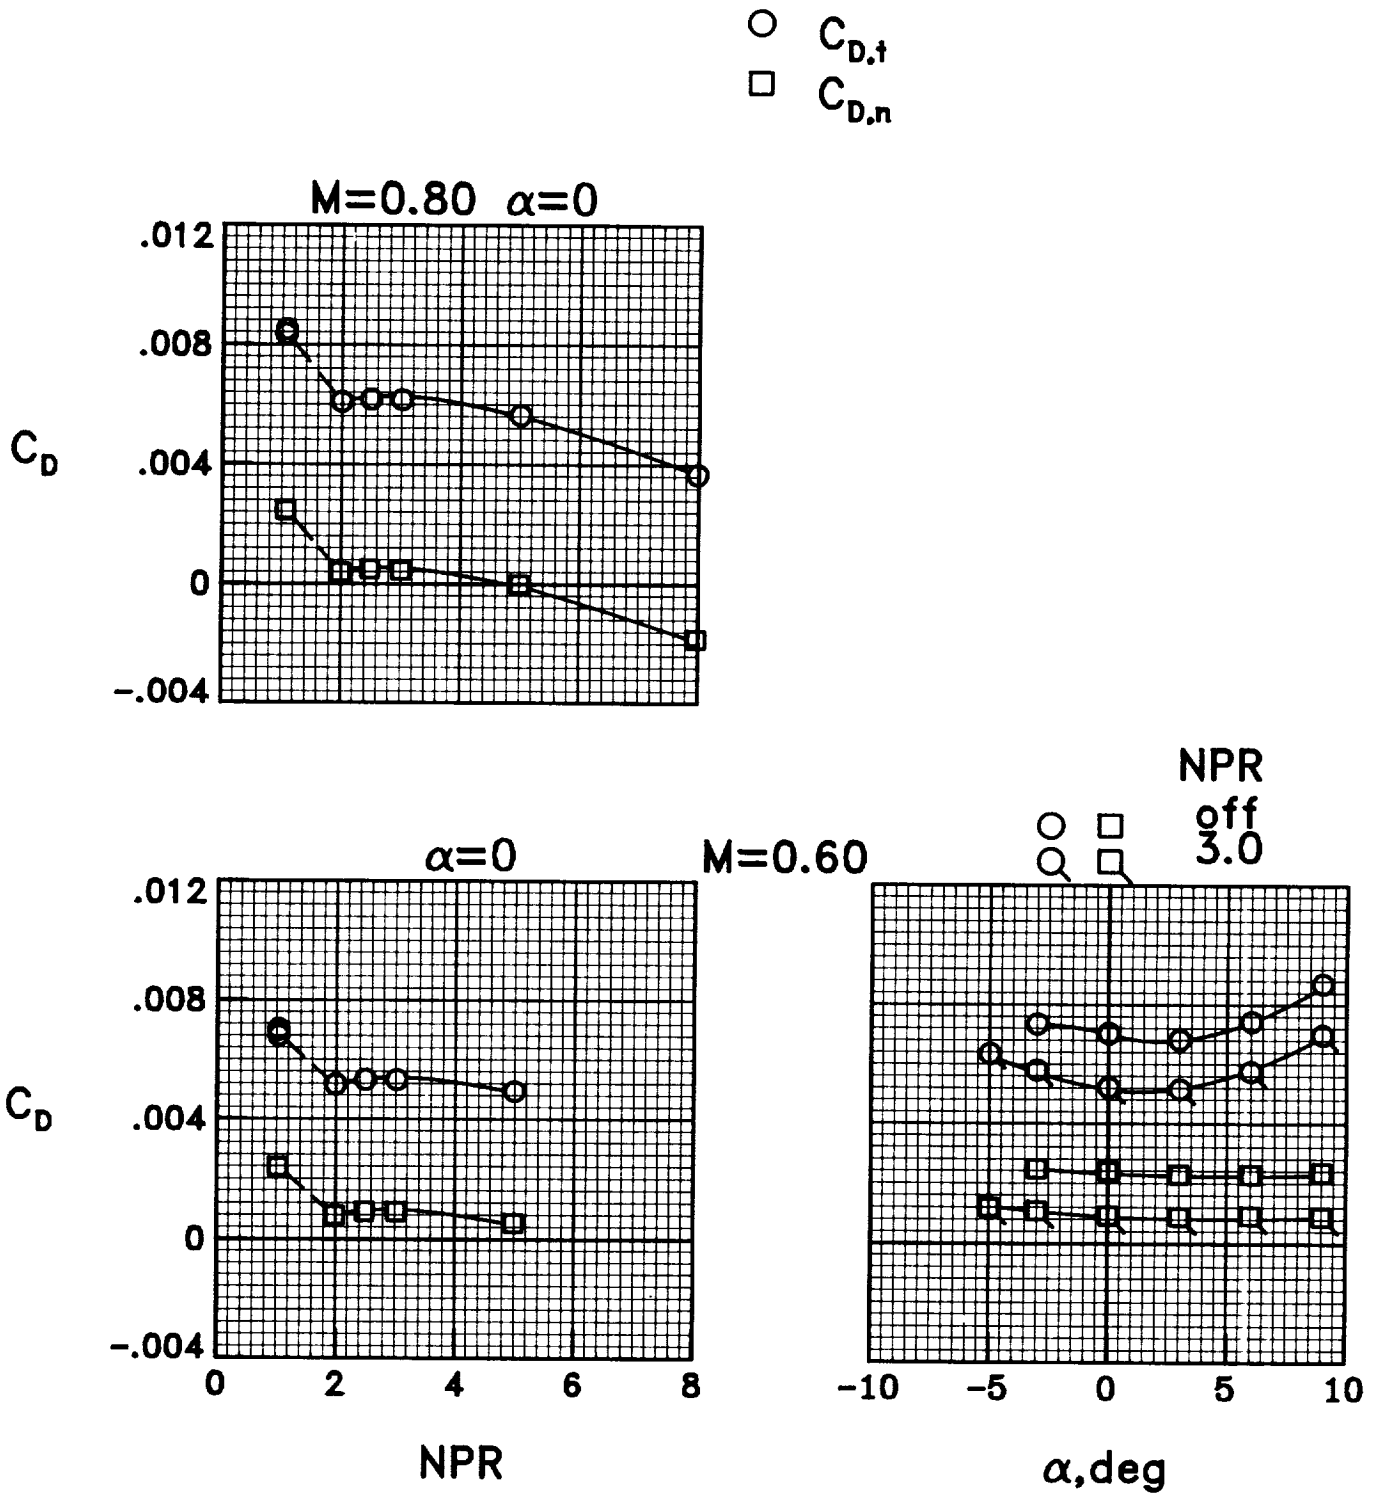 C_D,t
C_D,n
M=0.80 α=0
.012
.008
.004
0
-.004
C_D
NPR
off
3.0
α=0
M=0.60
.012
.008
.004
0
-.004
C_D
0 2 4 6 8
NPR
-10 -5 0 5 10
α,deg